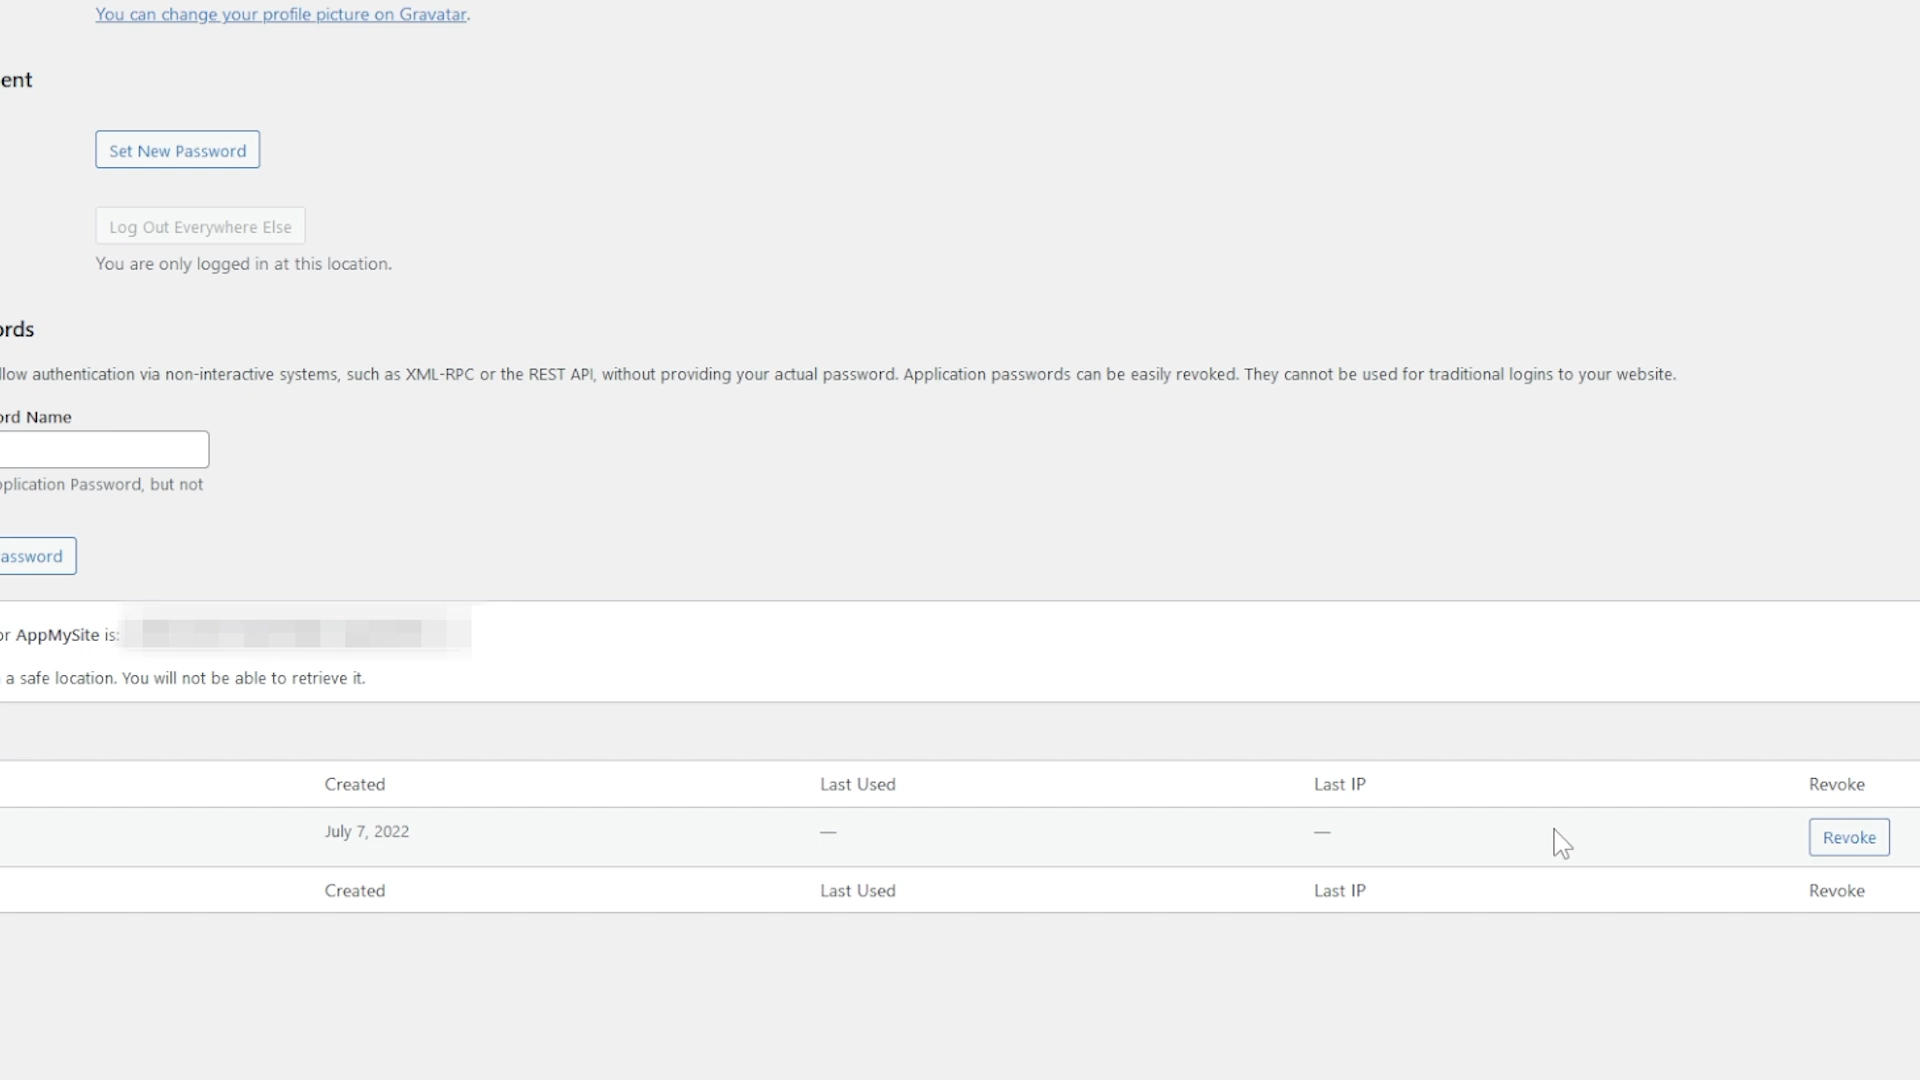 You can change your profile picture on Gravatar.
ent
Set New Password
Log Out Everywhere Else
You are only logged in at this location.
ords
llow authentication via non-interactive systems, such as XML-RPC or the REST API, without providing your actual password. Application passwords can be easily revoked. They cannot be used for traditional logins to your website.
ord Name
plication Password, but not
assword
or AppMySite is:
a safe location. You will not be able to retrieve it.
Created Last Used Last IP Revoke
July 7, 2022 — — Revoke
Created Last Used Last IP Revoke